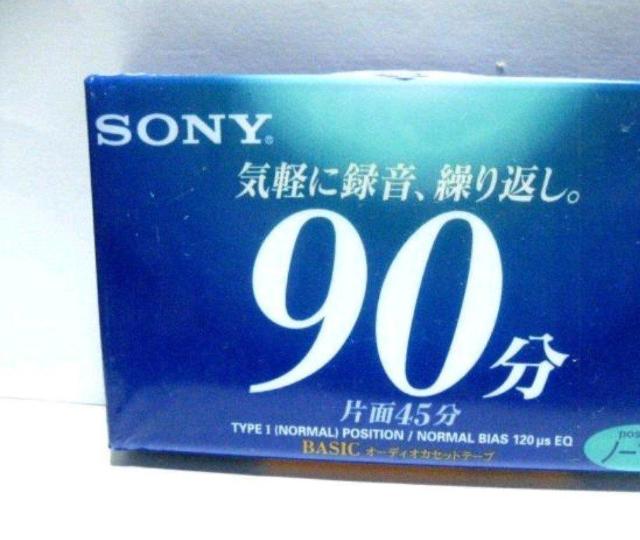 SONY®
気軽に録音、繰り返し。
90分
片面45分
TYPE I (NORMAL) POSITION / NORMAL BIAS 120 µs EQ
BASIC オーディオカセットテープ